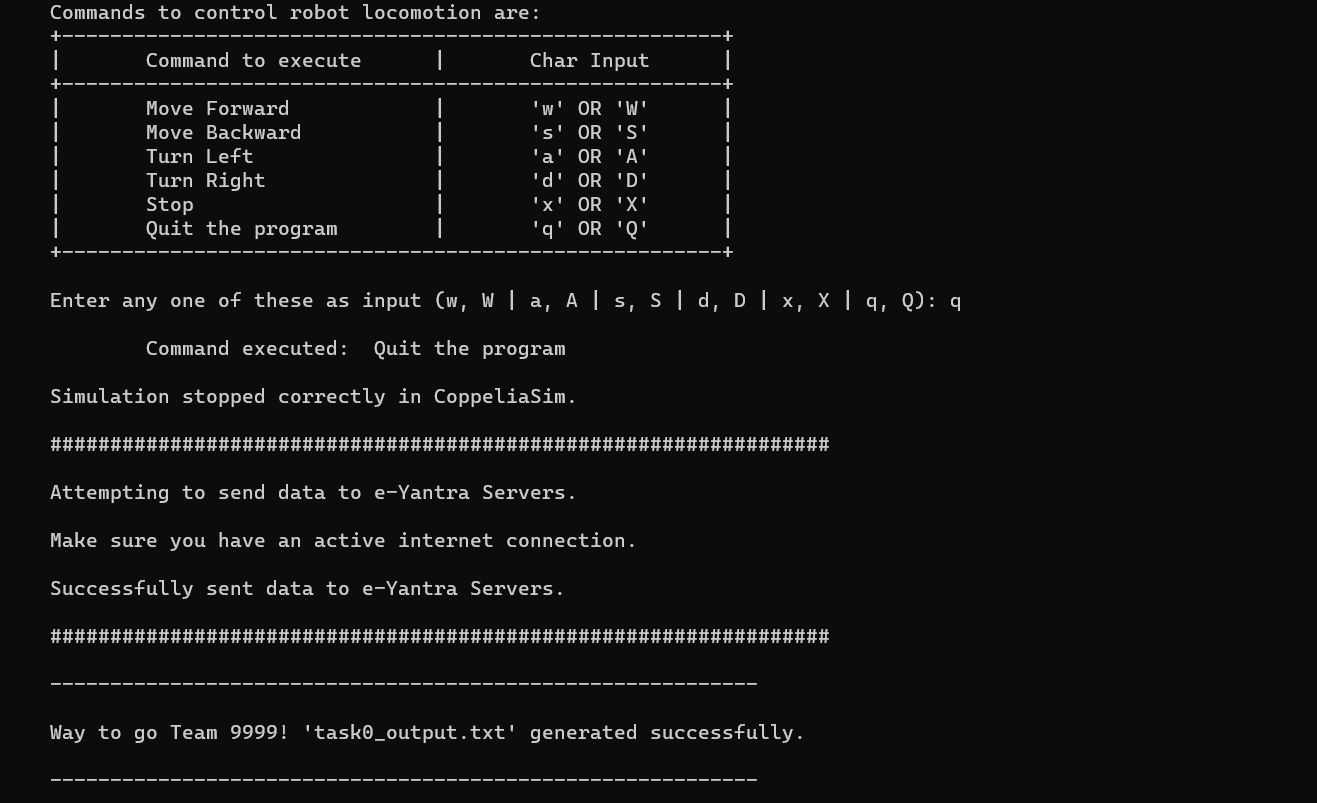 Commands to control robot locomotion are:
+-------------------------------------------------------+
|       Command to execute      |       Char Input      |
+-------------------------------------------------------+
|       Move Forward            |       'w' OR 'W'      |
|       Move Backward           |       's' OR 'S'      |
|       Turn Left               |       'a' OR 'A'      |
|       Turn Right              |       'd' OR 'D'      |
|       Stop                    |       'x' OR 'X'      |
|       Quit the program        |       'q' OR 'Q'      |
+-------------------------------------------------------+
Enter any one of these as input (w, W | a, A | s, S | d, D | x, X | q, Q): q
        Command executed:  Quit the program
Simulation stopped correctly in CoppeliaSim.
#################################################################
Attempting to send data to e-Yantra Servers.
Make sure you have an active internet connection.
Successfully sent data to e-Yantra Servers.
#################################################################
-----------------------------------------------------------
Way to go Team 9999! 'task0_output.txt' generated successfully.
-----------------------------------------------------------